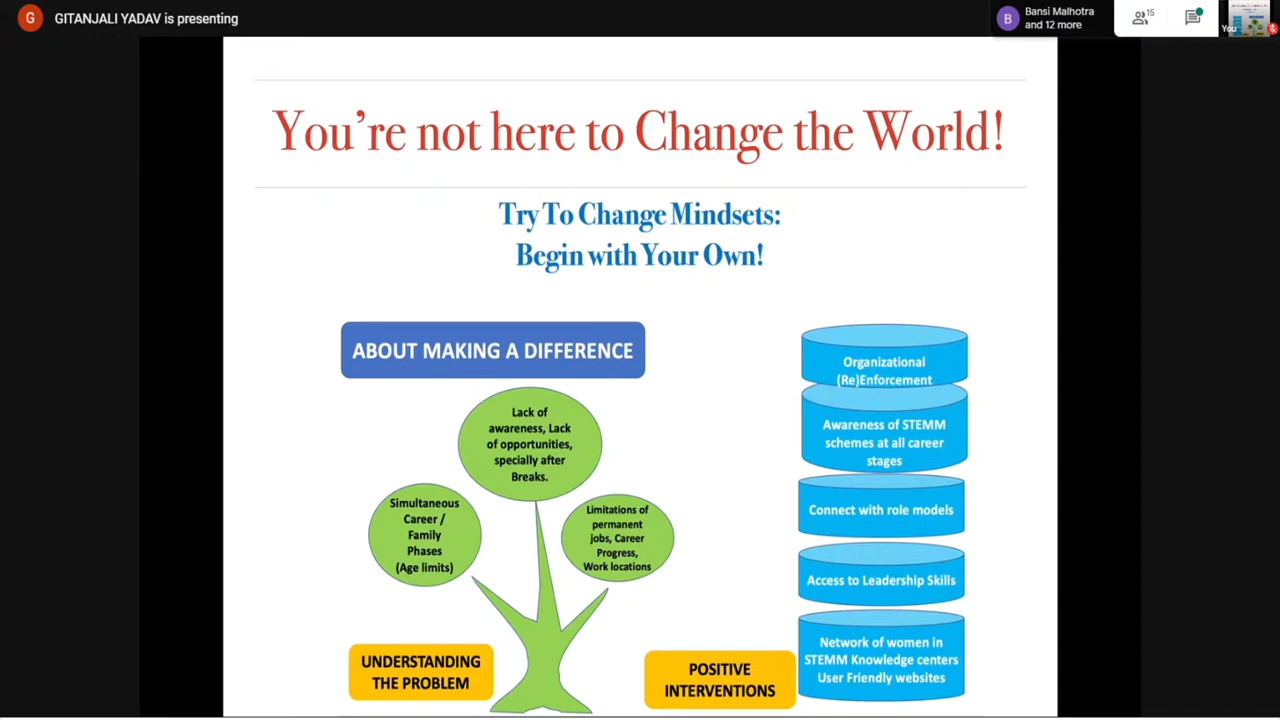 G
GITANJALI YADAV is presenting
B
Bansi Malhotra
and 12 more
15
You
You're not here to Change the World!
Try To Change Mindsets:
Begin with Your Own!
ABOUT MAKING A DIFFERENCE
Lack of
awareness, Lack
of opportunities,
specially after
Breaks.
Simultaneous
Career /
Family
Phases
(Age limits)
Limitations of
permanent
jobs, Career
Progress,
Work locations
UNDERSTANDING
THE PROBLEM
POSITIVE
INTERVENTIONS
Organizational
(Re)Enforcement
Awareness of STEMM
schemes at all career
stages
Connect with role models
Access to Leadership Skills
Network of women in
STEMM Knowledge centers
User Friendly websites